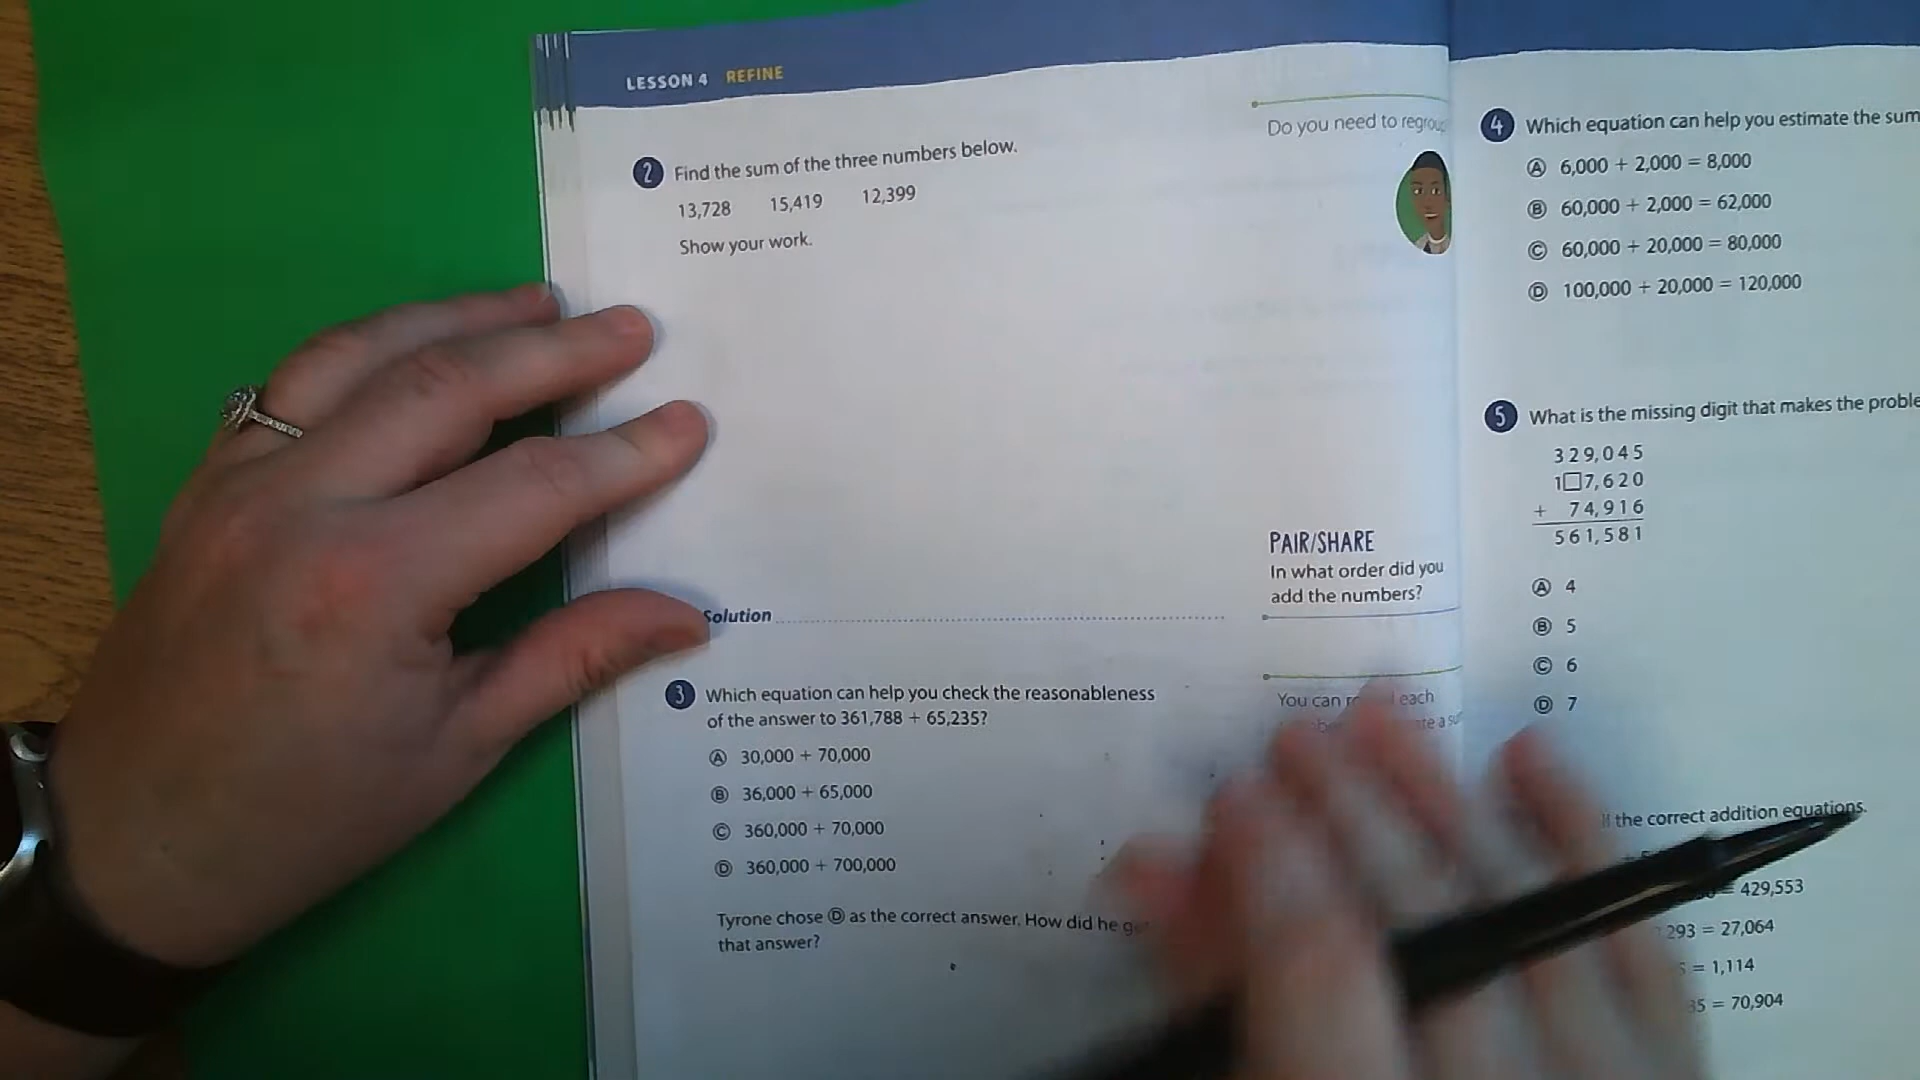 LESSON 4 REFINE
2 Find the sum of the three numbers below.
13,728 15,419 12,399
Show your work.
Do you need to
Solution
PAIR/SHARE
In what order did you
add the numbers?
3 Which equation can help you check the reasonableness
of the answer to 361,788 + 65,235?
A 30,000 + 70,000
B 36,000 + 65,000
C 360,000 + 70,000
D 360,000 + 700,000
Tyrone chose D as the correct answer. How did he
that answer?
You can each
4 Which equation can help you estimate the sum
A 6,000 + 2,000 = 8,000
B 60,000 + 2,000 = 62,000
C 60,000 + 20,000 = 80,000
D 100,000 + 20,000 = 120,000
5 What is the missing digit that makes the
329,045
1□7,620
+ 74,916
561,581
A 4
B 5
C 6
D 7
the correct addition equations.
= 429,553
293 = 27,064
= 1,114
35 = 70,904